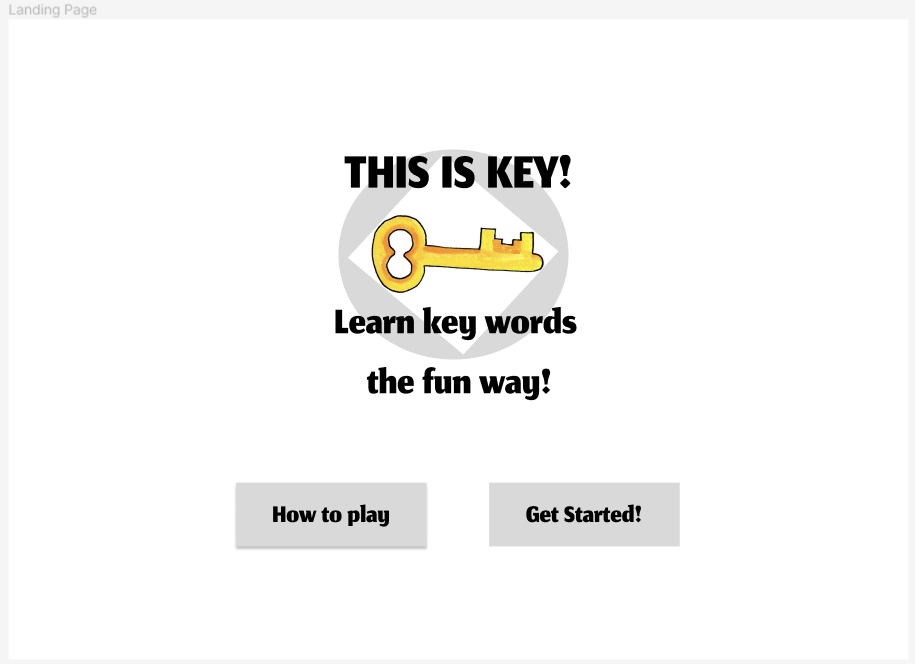 Landing Page
THIS IS KEY!
Learn key words
the fun way!
How to play
Get Started!